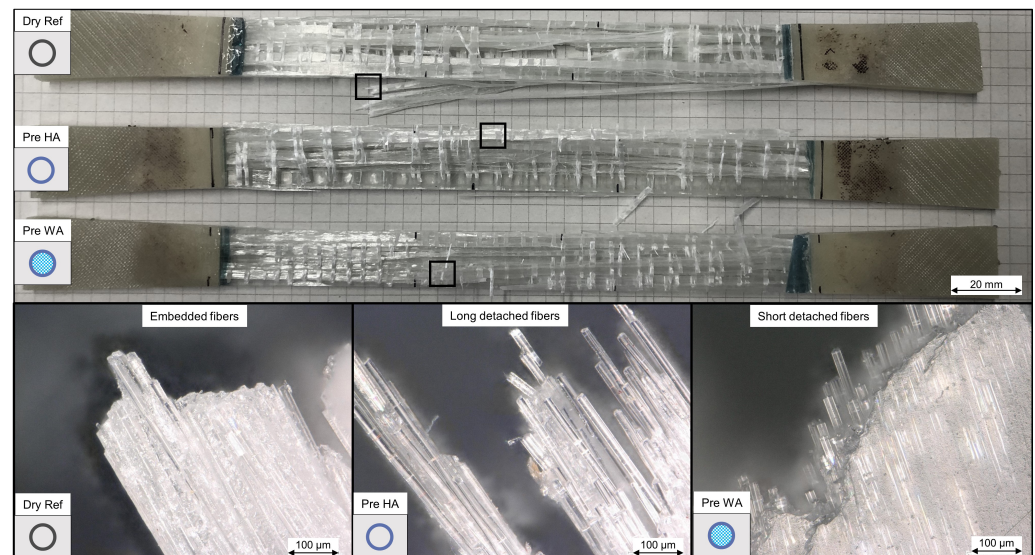 Dry Ref
Pre HA
Pre WA
20 mm
Embedded fibers
Long detached fibers
Short detached fibers
Dry Ref
100 µm
Pre HA
100 µm
Pre WA
100 µm